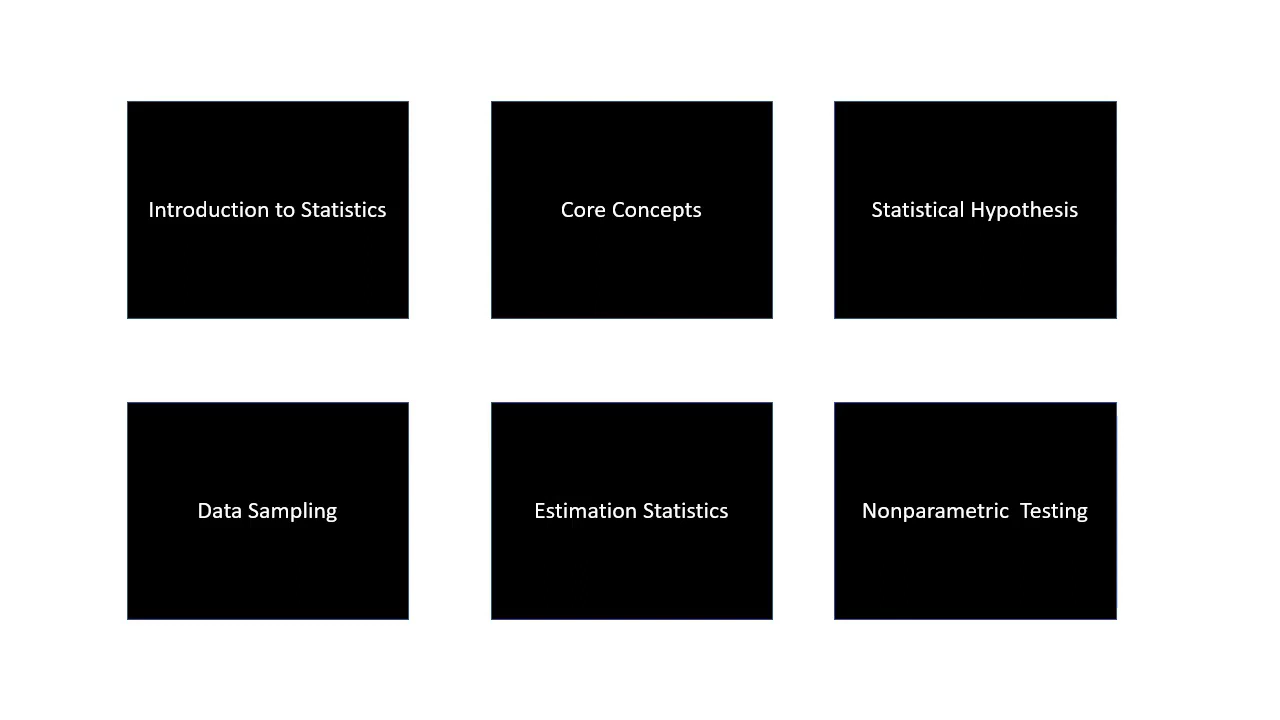 Introduction to Statistics
Core Concepts
Statistical Hypothesis
Data Sampling
Estimation Statistics
Nonparametric  Testing